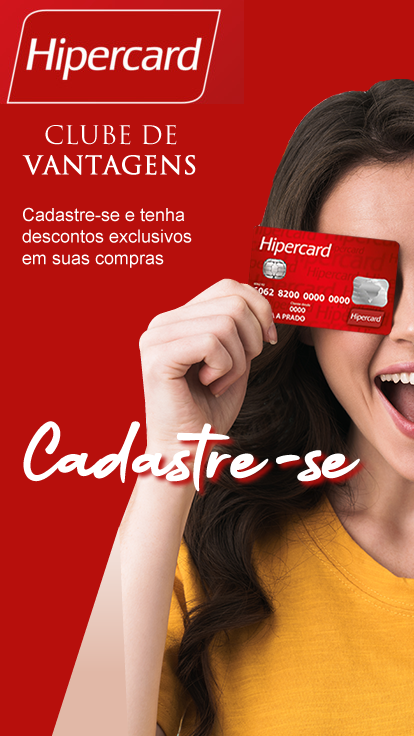 Hipercard
CLUBE DE
VANTAGENS
Cadastre-se e tenha
descontos exclusivos
em suas compras
Hipercard
5062 8200 0000 0000
0000
A PRADO
Hipercard
Cadastre-se